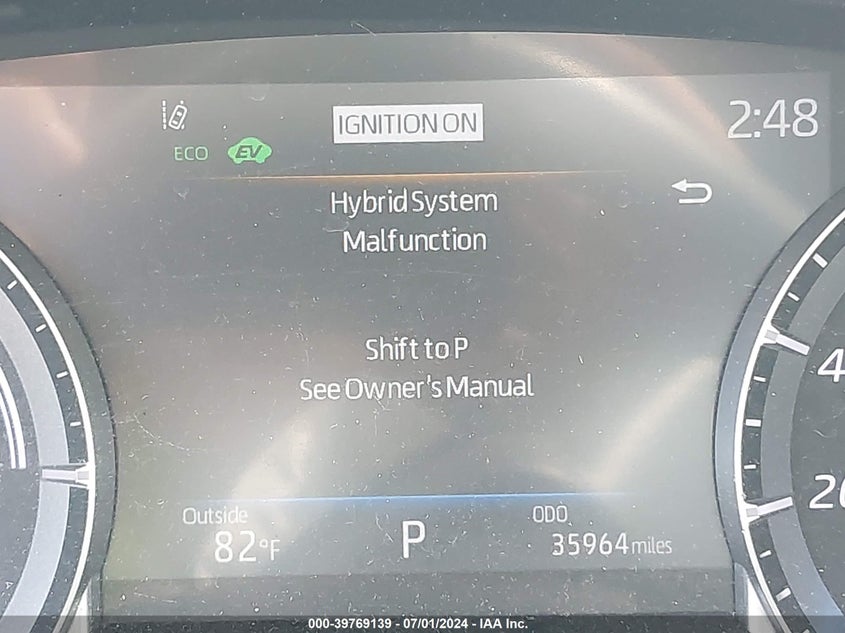 IGNITION ON
2:48
ECO EV
Hybrid System
Malfunction
Shift to P
See Owner's Manual
Outside
82°F
P
ODO
35964 miles
000-39769139 - 07/01/2024 - IAA Inc.